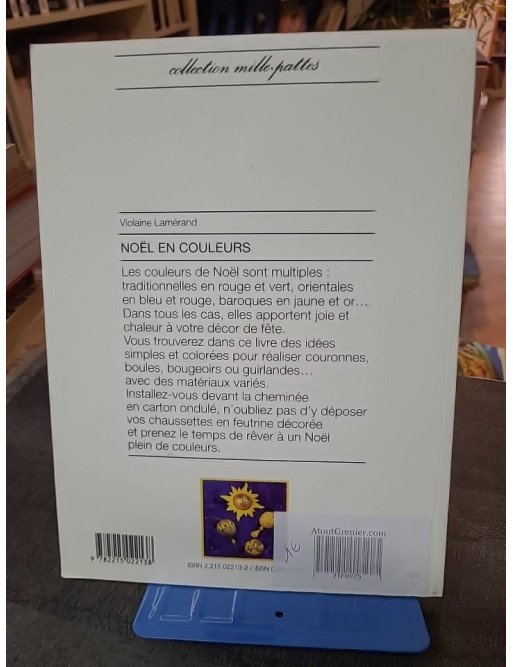 collection mille-pattes
Violaine Lamérand
NOËL EN COULEURS
Les couleurs de Noël sont multiples :
traditionnelles en rouge et vert, orientales
en bleu et rouge, baroques en jaune et or...
Dans tous les cas, elles apportent joie et
chaleur à votre décor de fête.
Vous trouverez dans ce livre des idées
simples et colorées pour réaliser couronnes,
boules, bougeoirs ou guirlandes...
avec des matériaux variés.
Installez-vous devant la cheminée
en carton ondulé, n'oubliez pas d'y déposer
vos chaussettes en feutrine décorée
et prenez le temps de rêver à un Noël
plein de couleurs.
9 782215 022138
ISBN 2.215.02213-2 / ISSN
1€
AtoutGrenier.com